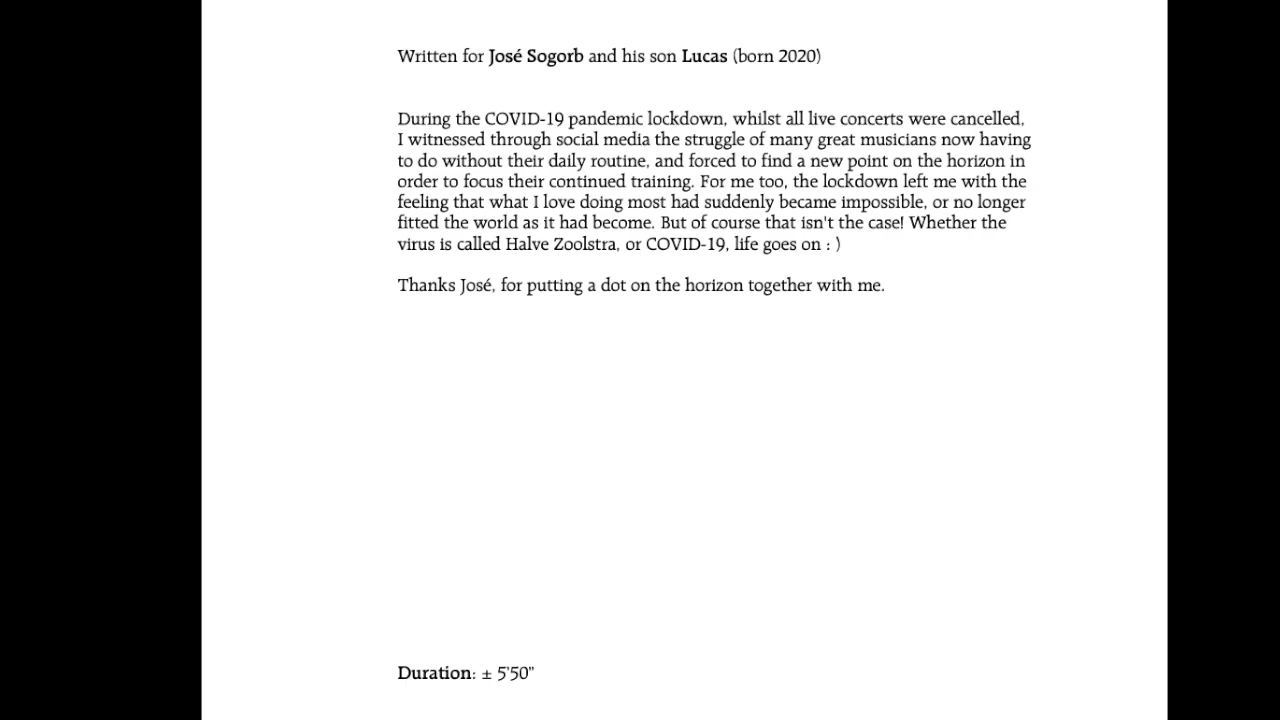 Written for José Sogorb and his son Lucas (born 2020)
During the COVID-19 pandemic lockdown, whilst all live concerts were cancelled,
I witnessed through social media the struggle of many great musicians now having
to do without their daily routine, and forced to find a new point on the horizon in
order to focus their continued training. For me too, the lockdown left me with the
feeling that what I love doing most had suddenly became impossible, or no longer
fitted the world as it had become. But of course that isn't the case! Whether the
virus is called Halve Zoolstra, or COVID-19, life goes on : )
Thanks José, for putting a dot on the horizon together with me.
Duration: ± 5'50"